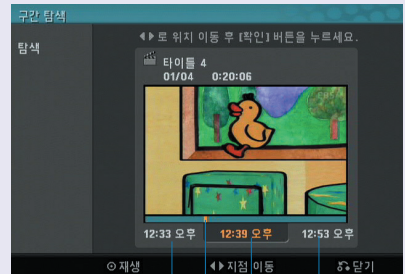 구간 탐색
탐색
◀▶로 위치 이동 후 [확인] 버튼을 누르세요.
타이틀 4
01/04 0:20:06
12:33 오후 12:39 오후 12:53 오후
⊙재생 ◀▶지점 이동 닫기